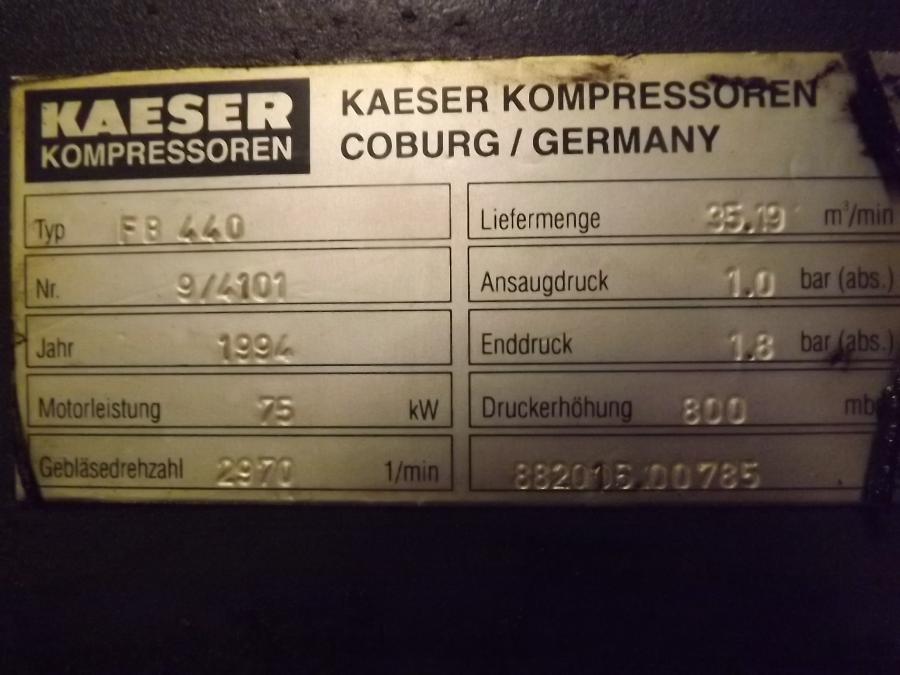 KAESER
KOMPRESSOREN
KAESER KOMPRESSOREN
COBURG / GERMANY
Typ FB 440
Nr. 9/4101
Jahr 1994
Motorleistung 75 kW
Gebläsedrehzahl 2970 1/min
Liefermenge 35.19 m³/min
Ansaugdruck 1.0 bar (abs.)
Enddruck 1.8 bar (abs.)
Druckerhöhung 800
882015.00785